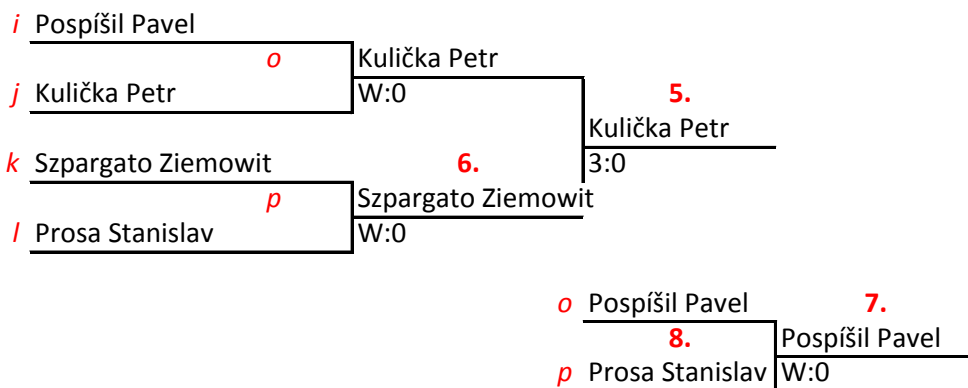 i Pospíšil Pavel
o Kulička Petr
j Kulička Petr W:0 5.
Kulička Petr
k Szpargato Ziemowit 6. 3:0
p Szpargato Ziemowit
l Prosa Stanislav W:0
o Pospíšil Pavel 7.
8. Pospíšil Pavel
p Prosa Stanislav W:0